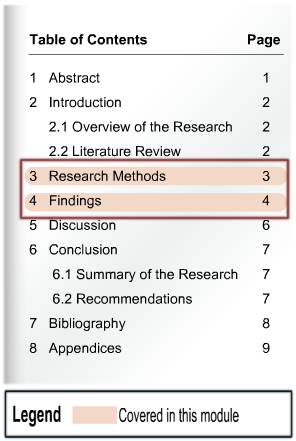 Table of Contents Page
1 Abstract 1
2 Introduction 2
2.1 Overview of the Research 2
2.2 Literature Review 2
3 Research Methods 3
4 Findings 4
5 Discussion 6
6 Conclusion 7
6.1 Summary of the Research 7
6.2 Recommendations 7
7 Bibliography 8
8 Appendices 9
Legend Covered in this module